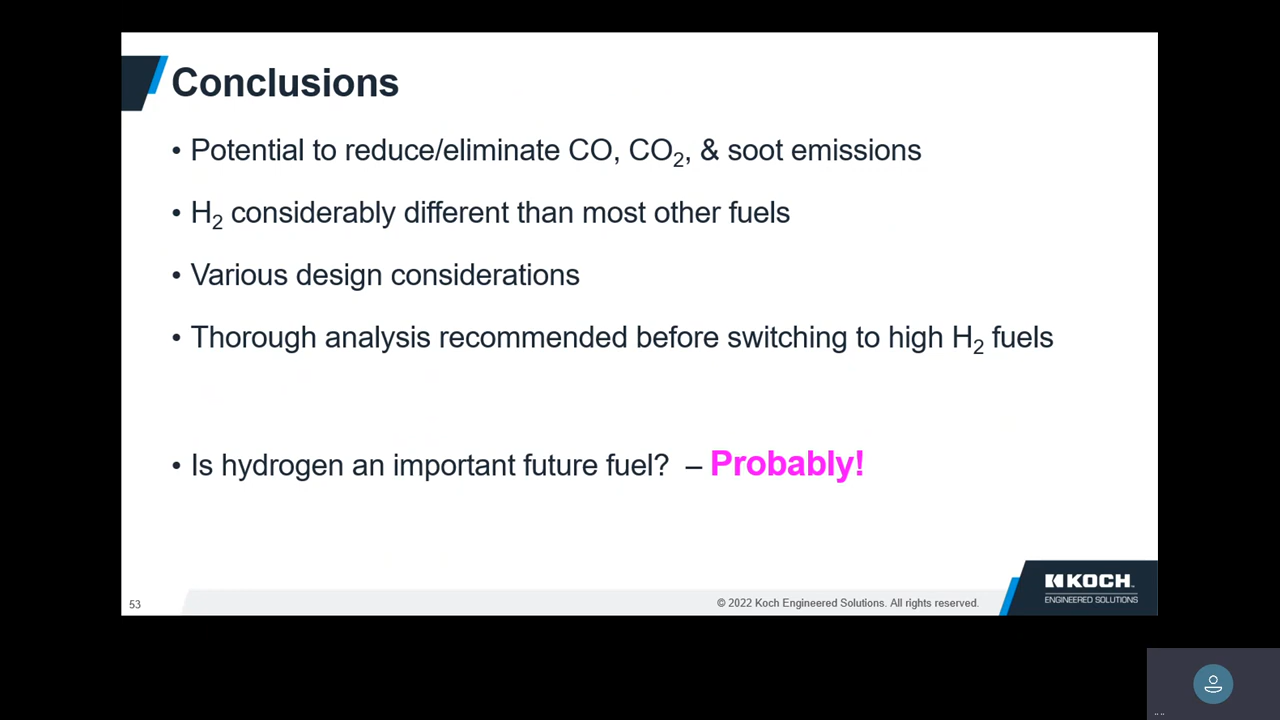 Conclusions
• Potential to reduce/eliminate CO, CO₂, & soot emissions
• H₂ considerably different than most other fuels
• Various design considerations
• Thorough analysis recommended before switching to high H₂ fuels
• Is hydrogen an important future fuel? – Probably!
53
© 2022 Koch Engineered Solutions. All rights reserved.
KOCH
ENGINEERED SOLUTIONS